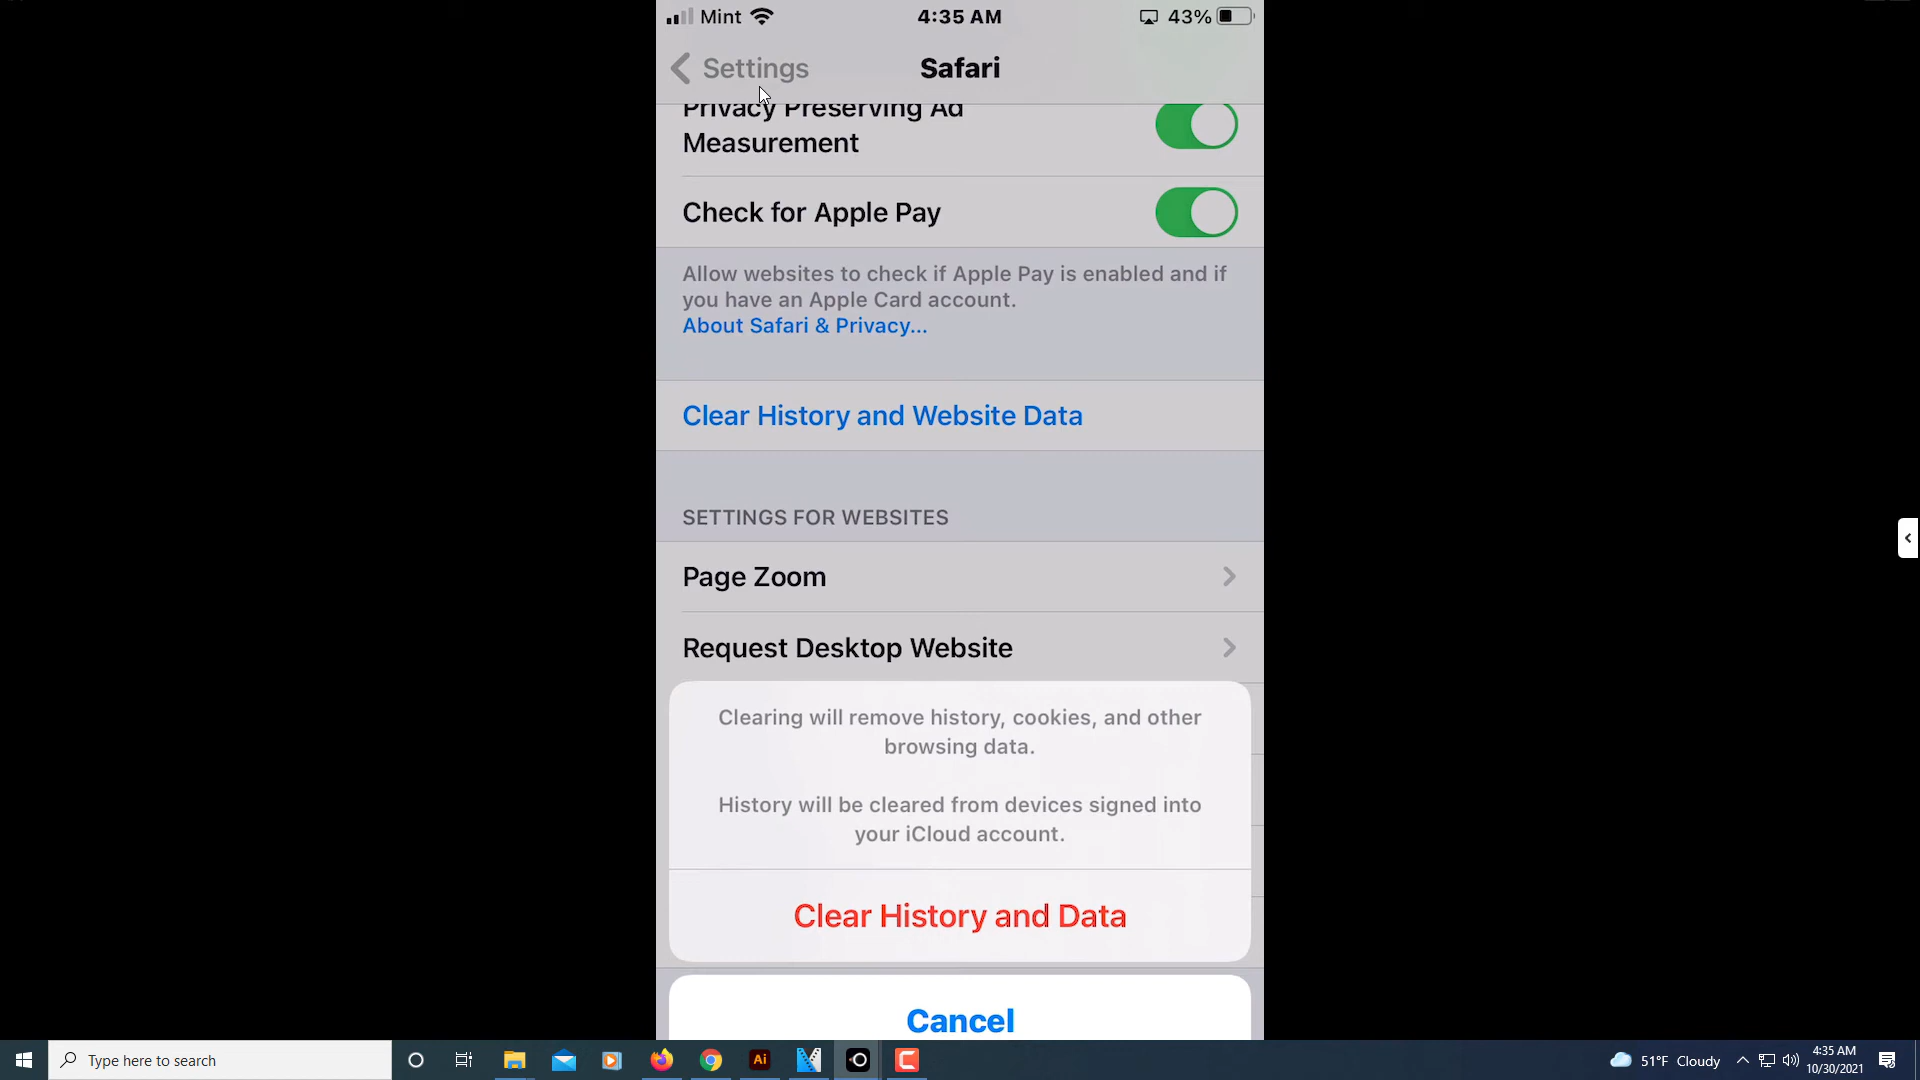 Mint
4:35 AM
43%
Settings
Safari
Privacy Preserving Ad
Measurement
Check for Apple Pay
Allow websites to check if Apple Pay is enabled and if
you have an Apple Card account.
About Safari & Privacy...
Clear History and Website Data
SETTINGS FOR WEBSITES
Page Zoom
Request Desktop Website
Clearing will remove history, cookies, and other
browsing data.
History will be cleared from devices signed into
your iCloud account.
Clear History and Data
Cancel
Type here to search
Ai
51°F Cloudy
4:35 AM
10/30/2021